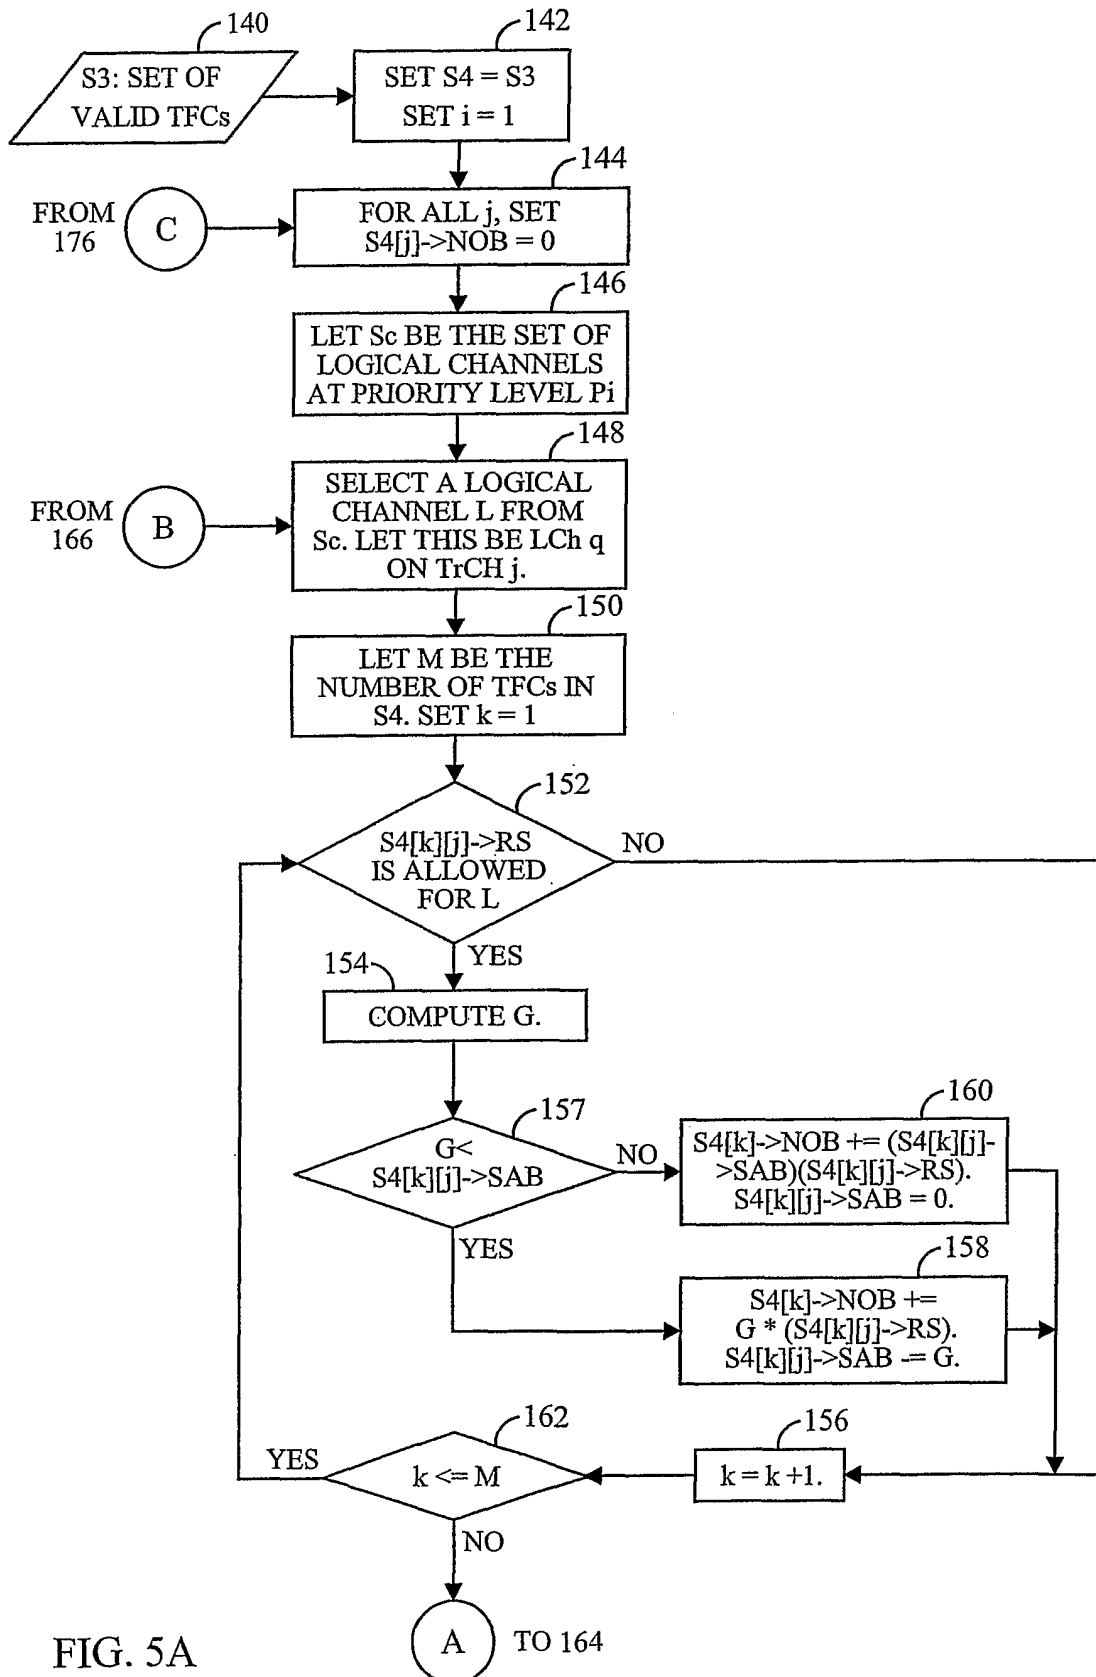 140
142
S3: SET OF
VALID TFCs
SET S4 = S3
SET i = 1
144
FROM
176
C
FOR ALL j, SET
S4[j]->NOB = 0
146
LET Sc BE THE SET OF
LOGICAL CHANNELS
AT PRIORITY LEVEL Pi
148
FROM
166
B
SELECT A LOGICAL
CHANNEL L FROM
Sc. LET THIS BE LCh q
ON TrCH j.
150
LET M BE THE
NUMBER OF TFCs IN
S4. SET k = 1
152
S4[k][j]->RS
IS ALLOWED
FOR L
NO
YES
154
COMPUTE G.
157
G<
S4[k][j]->SAB
NO
YES
160
S4[k]->NOB += (S4[k][j]-
>SAB)(S4[k][j]->RS).
S4[k][j]->SAB = 0.
158
S4[k]->NOB +=
G * (S4[k][j]->RS).
S4[k][j]->SAB -= G.
162
156
YES
k <= M
k = k +1.
NO
A
TO 164
FIG. 5A